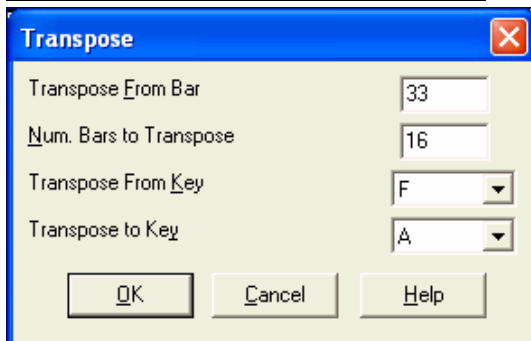 Transpose
Transpose From Bar 33
Num. Bars to Transpose 16
Transpose From Key F
Transpose to Key A
OK Cancel Help